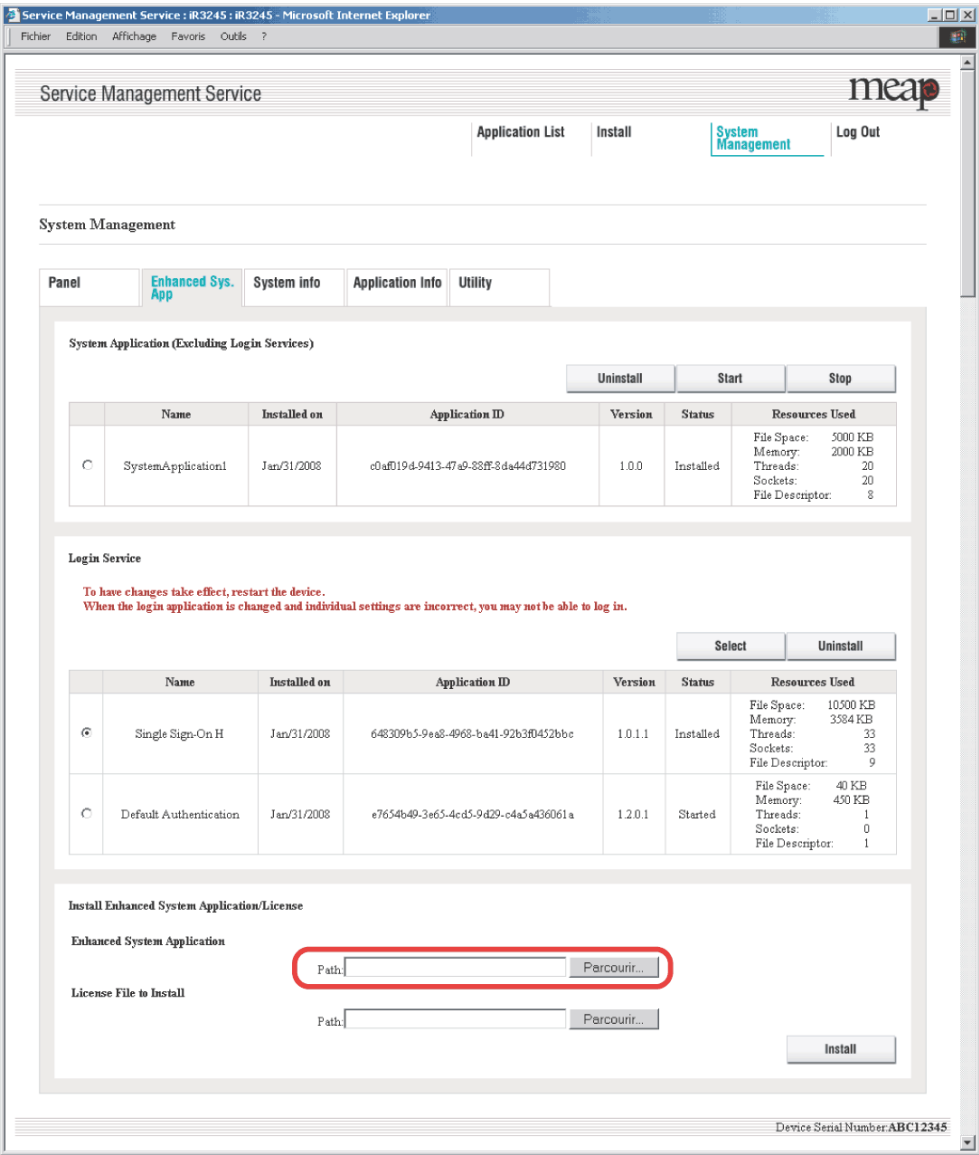 Service Management Service : iR3245 : iR3245 - Microsoft Internet Explorer
Fichier Edition Affichage Favoris Outils ?
Service Management Service
meap
Application List Install System Management Log Out
System Management
Panel Enhanced Sys. App System info Application Info Utility
System Application (Excluding Login Services)
Uninstall Start Stop
Name Installed on Application ID Version Status Resources Used
SystemApplication1 Jan/31/2008 c0af019d-9413-47a9-88ff-8da44d731980 1.0.0 Installed
File Space: 5000 KB
Memory: 2000 KB
Threads: 20
Sockets: 20
File Descriptor: 8
Login Service
To have changes take effect, restart the device.
When the login application is changed and individual settings are incorrect, you may not be able to log in.
Select Uninstall
Name Installed on Application ID Version Status Resources Used
Single Sign-On H Jan/31/2008 648309b5-9ea8-4968-ba41-92b3f0452bbc 1.0.1.1 Installed
File Space: 10500 KB
Memory: 3584 KB
Threads: 33
Sockets: 33
File Descriptor: 9
Default Authentication Jan/31/2008 e7654b49-3e65-4cd5-9d29-c4a5a436061a 1.2.0.1 Started
File Space: 40 KB
Memory: 450 KB
Threads: 1
Sockets: 0
File Descriptor: 1
Install Enhanced System Application/License
Enhanced System Application
Path: Parcourir...
License File to Install
Path: Parcourir...
Install
Device Serial Number:ABC12345